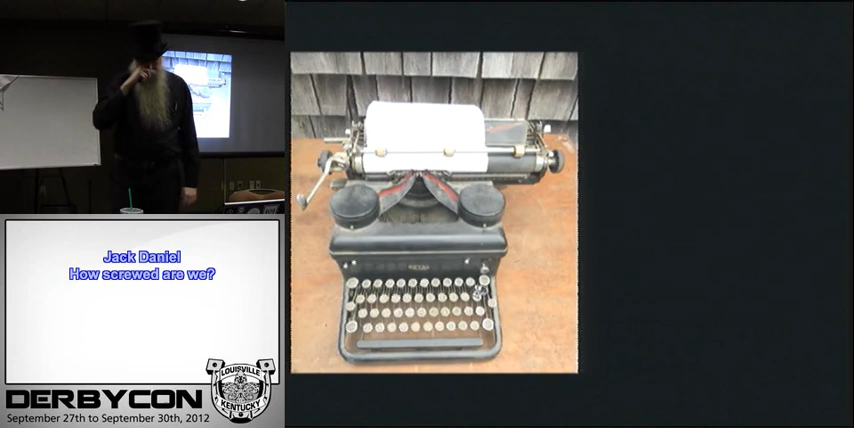 Jack Daniel
How screwed are we?
LOUISVILLE
KENTUCKY
DERBYCON
September 27th to September 30th, 2012